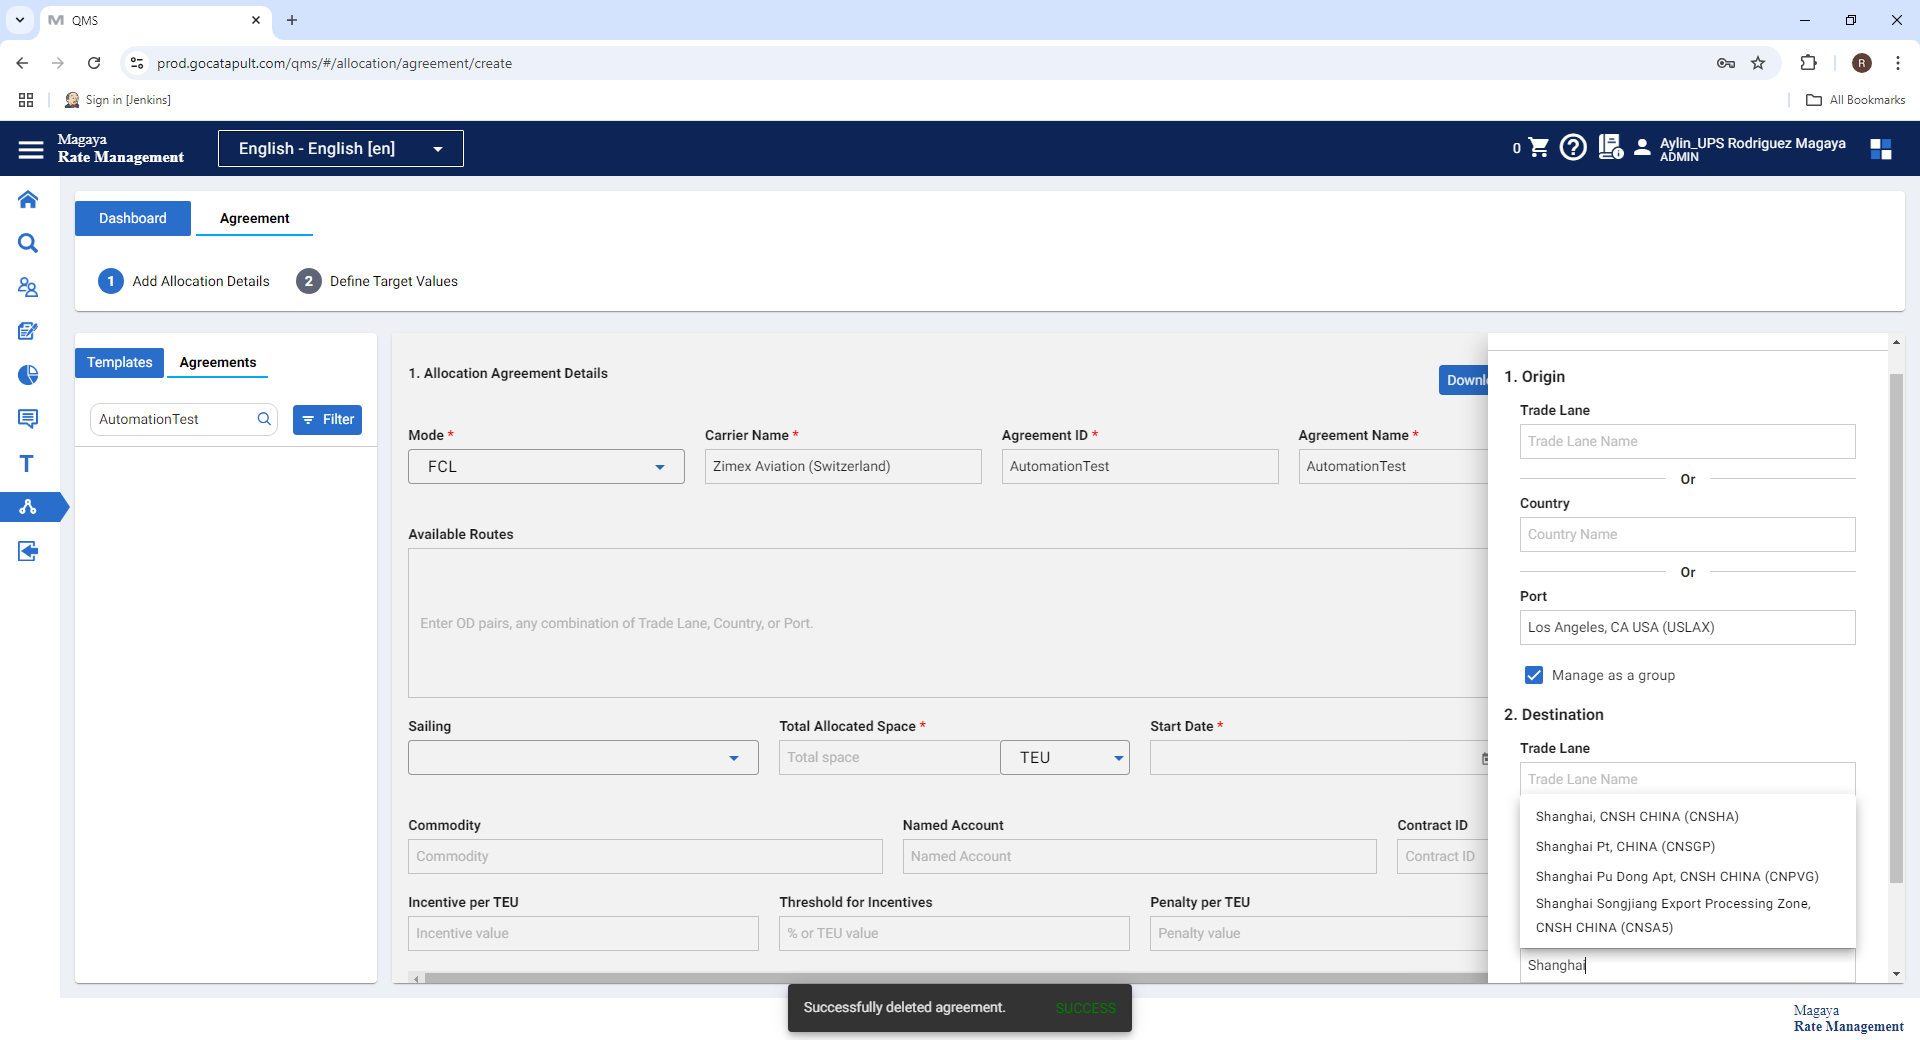 QMS
prod.gocatapult.com/qms/#/allocation/agreement/create
R
Sign in [Jenkins]
All Bookmarks
Magaya
Rate Management
English - English [en]
0
Aylin_UPS Rodriguez Magaya
ADMIN
Dashboard
Agreement
1 Add Allocation Details
2 Define Target Values
Templates
Agreements
AutomationTest
Filter
1. Allocation Agreement Details
Downl
Mode *
Carrier Name *
Agreement ID *
Agreement Name *
FCL
Zimex Aviation (Switzerland)
AutomationTest
AutomationTest
Available Routes
Enter OD pairs, any combination of Trade Lane, Country, or Port.
Sailing
Total Allocated Space *
Start Date *
Total space
TEU
Commodity
Named Account
Contract ID
Commodity
Named Account
Contract ID
Incentive per TEU
Threshold for Incentives
Penalty per TEU
Incentive value
% or TEU value
Penalty value
1. Origin
Trade Lane
Trade Lane Name
Or
Country
Country Name
Or
Port
Los Angeles, CA USA (USLAX)
Manage as a group
2. Destination
Trade Lane
Trade Lane Name
Shanghai, CNSH CHINA (CNSHA)
Shanghai Pt, CHINA (CNSGP)
Shanghai Pu Dong Apt, CNSH CHINA (CNPVG)
Shanghai Songjiang Export Processing Zone,
CNSH CHINA (CNSA5)
Shanghai
Successfully deleted agreement.
SUCCESS
Magaya
Rate Management